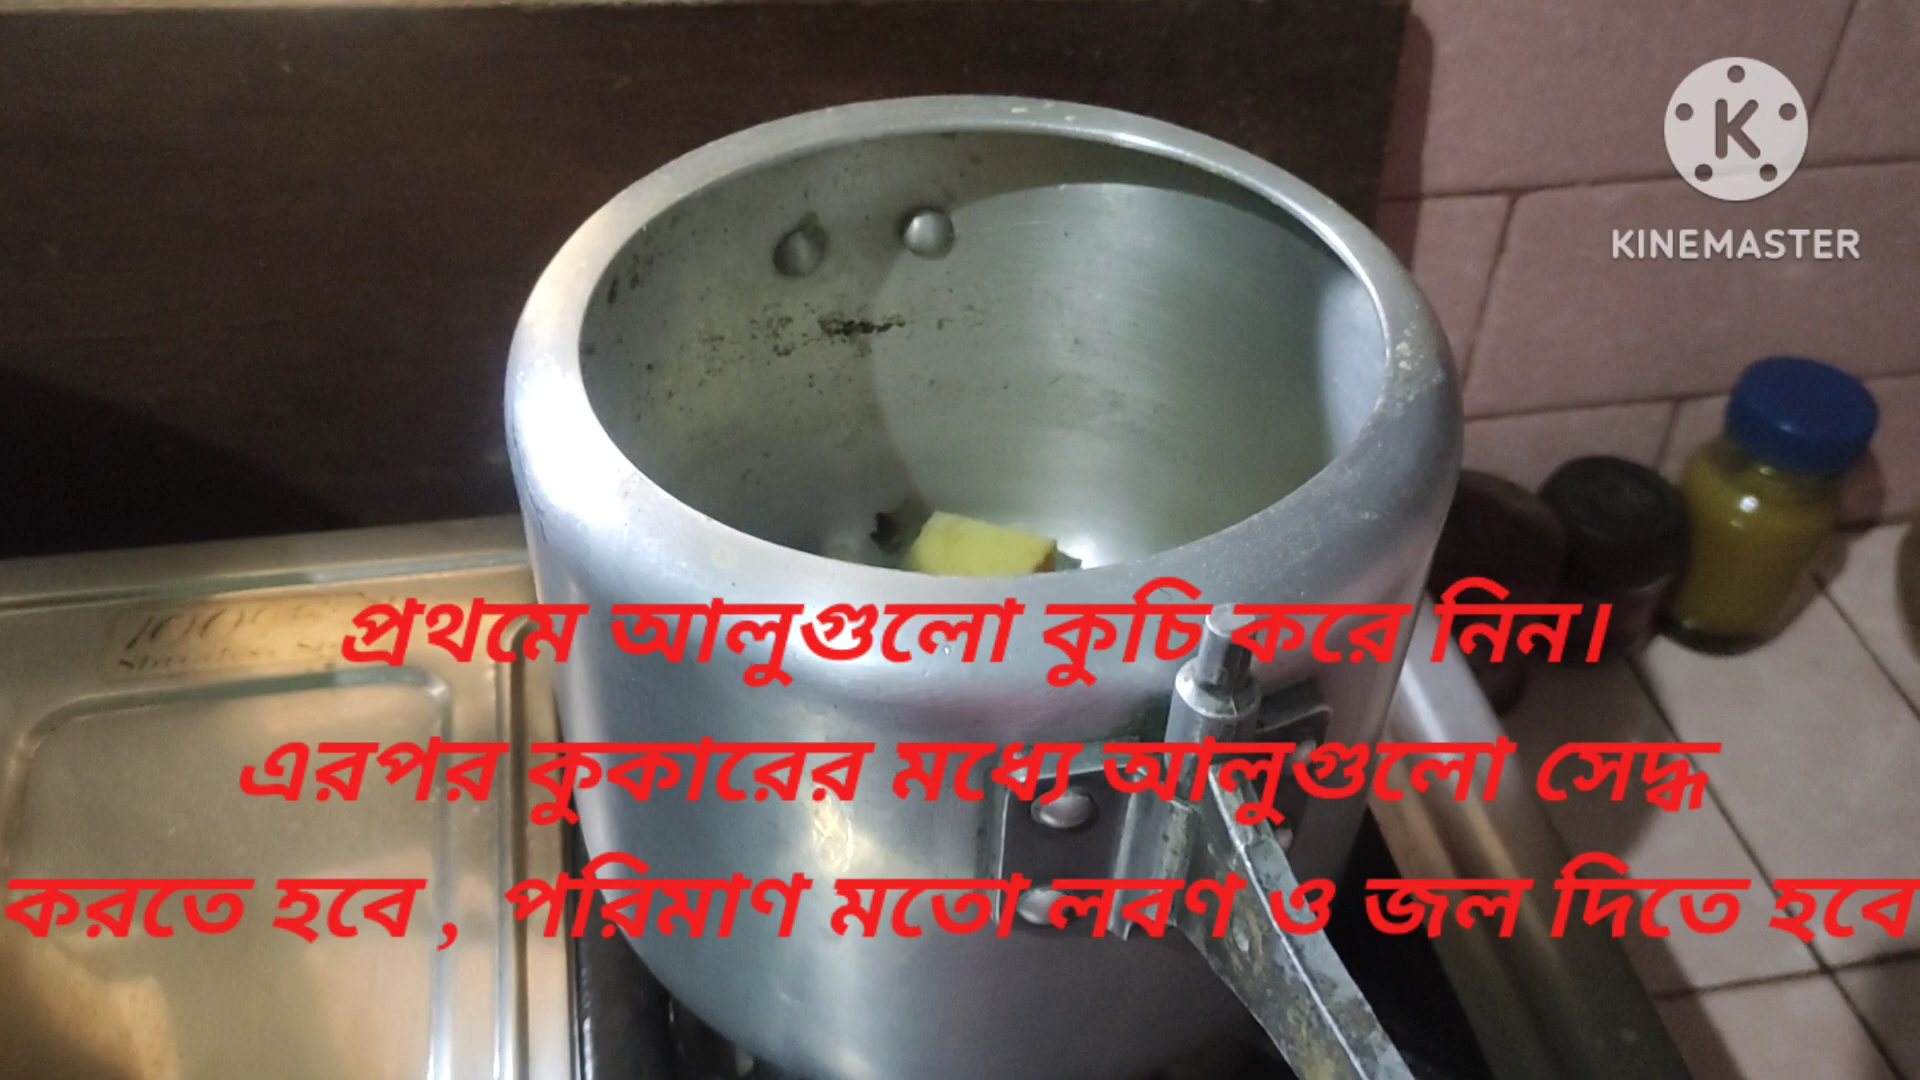 KINEMASTER
প্রথমে আলুগুলো কুচি করে নিন।
এরপর কুকারের মধ্যে আলুগুলো সেদ্ধ
করতে হবে , পরিমাণ মতো লবণ ও জল দিতে হবে